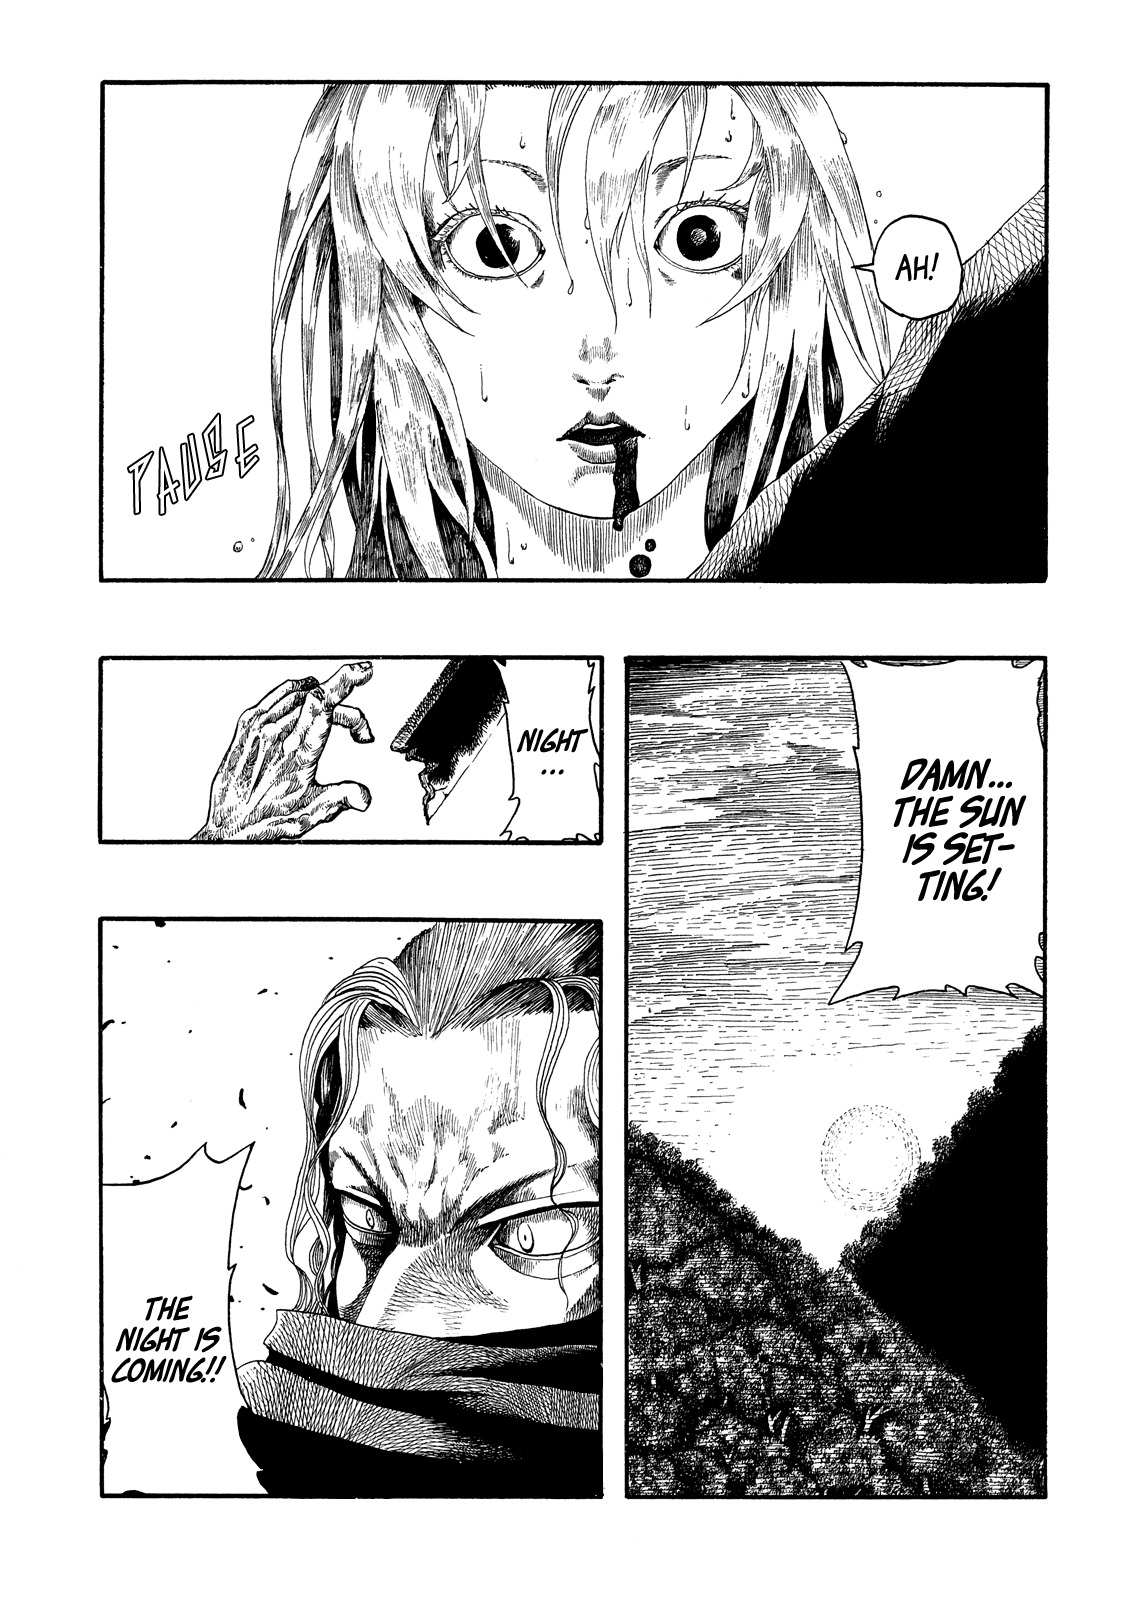 AH!
PAUSE
DAMN...
THE SUN
IS SET-
TING!
NIGHT
...
THE
NIGHT IS
COMING!!